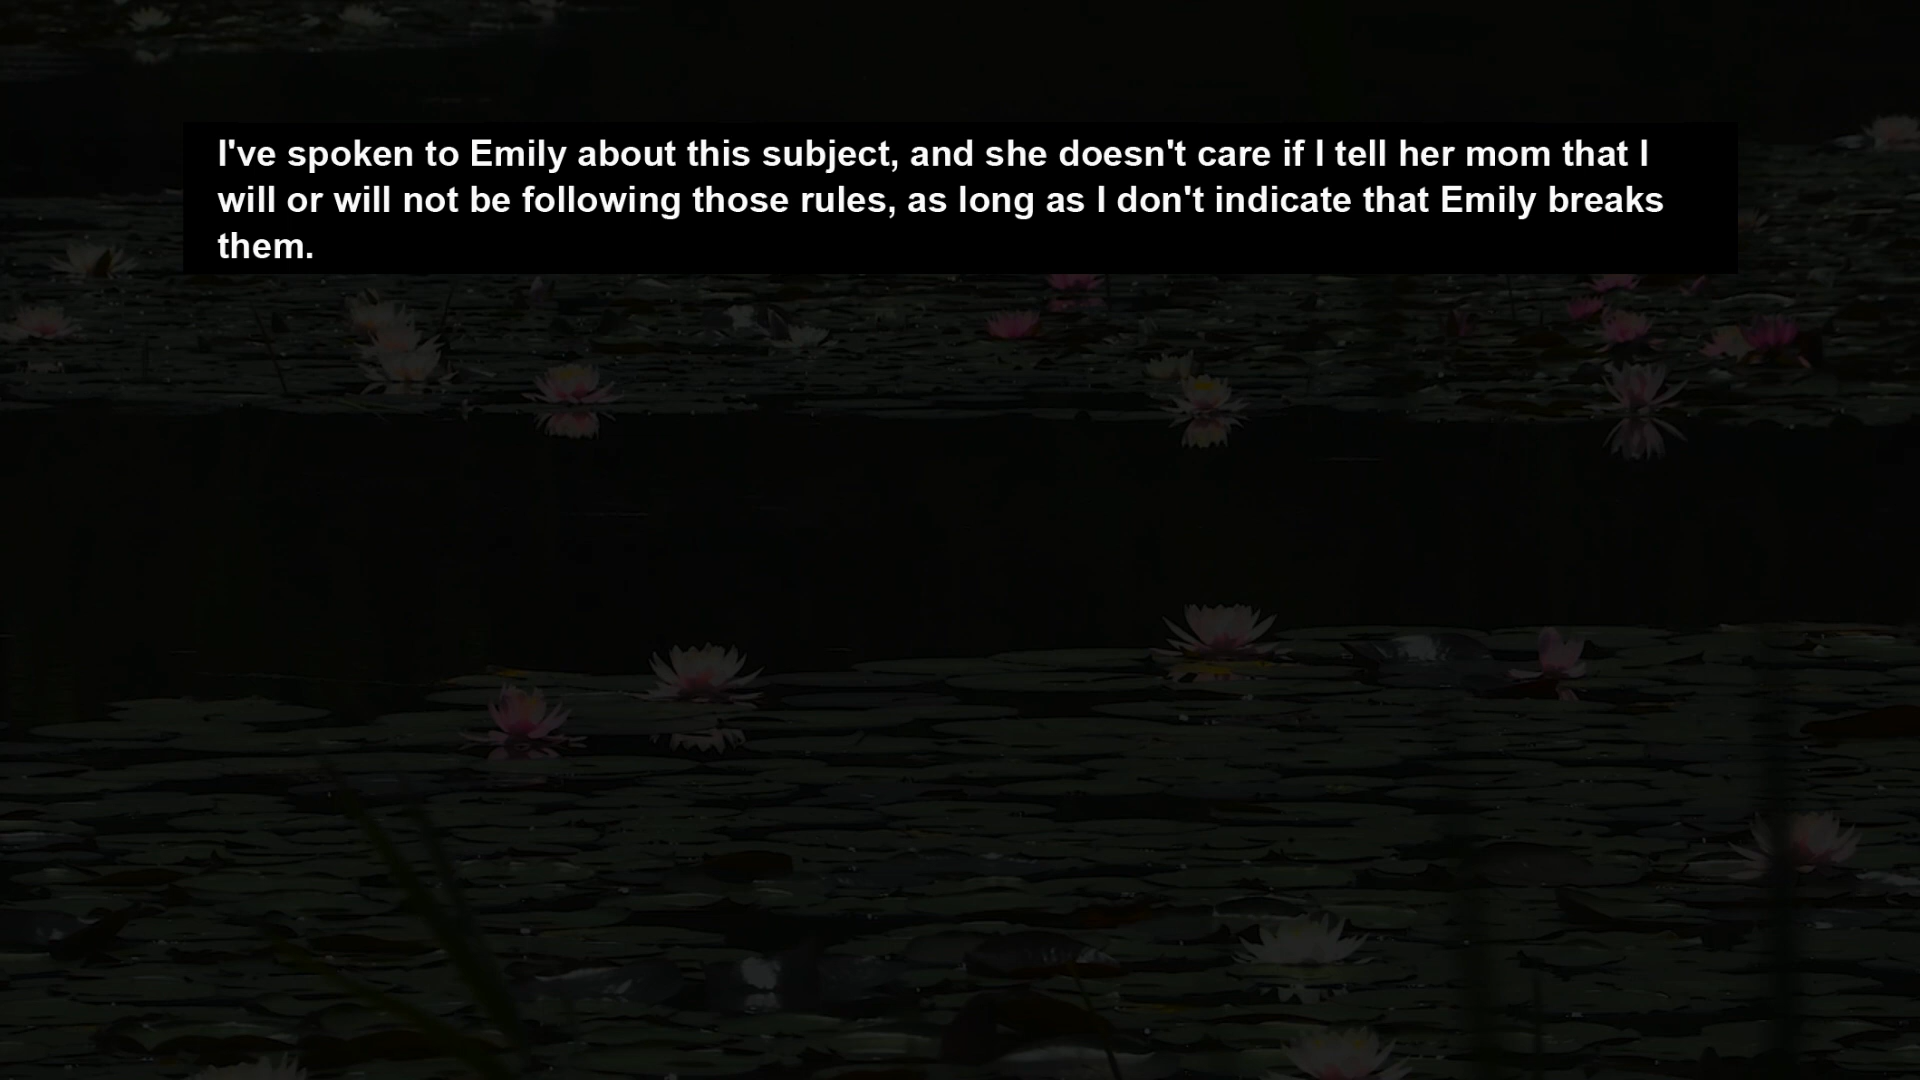 I've spoken to Emily about this subject, and she doesn't care if I tell her mom that I
will or will not be following those rules, as long as I don't indicate that Emily breaks
them.